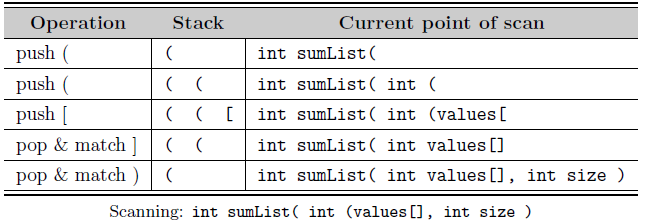 Operation Stack Current point of scan
push ( ( int sumList(
push ( ( ( int sumList( int (
push [ ( ( [ int sumList( int (values[
pop & match ] ( ( int sumList( int values[]
pop & match ) ( int sumList( int values[], int size )
Scanning: int sumList( int (values[], int size )